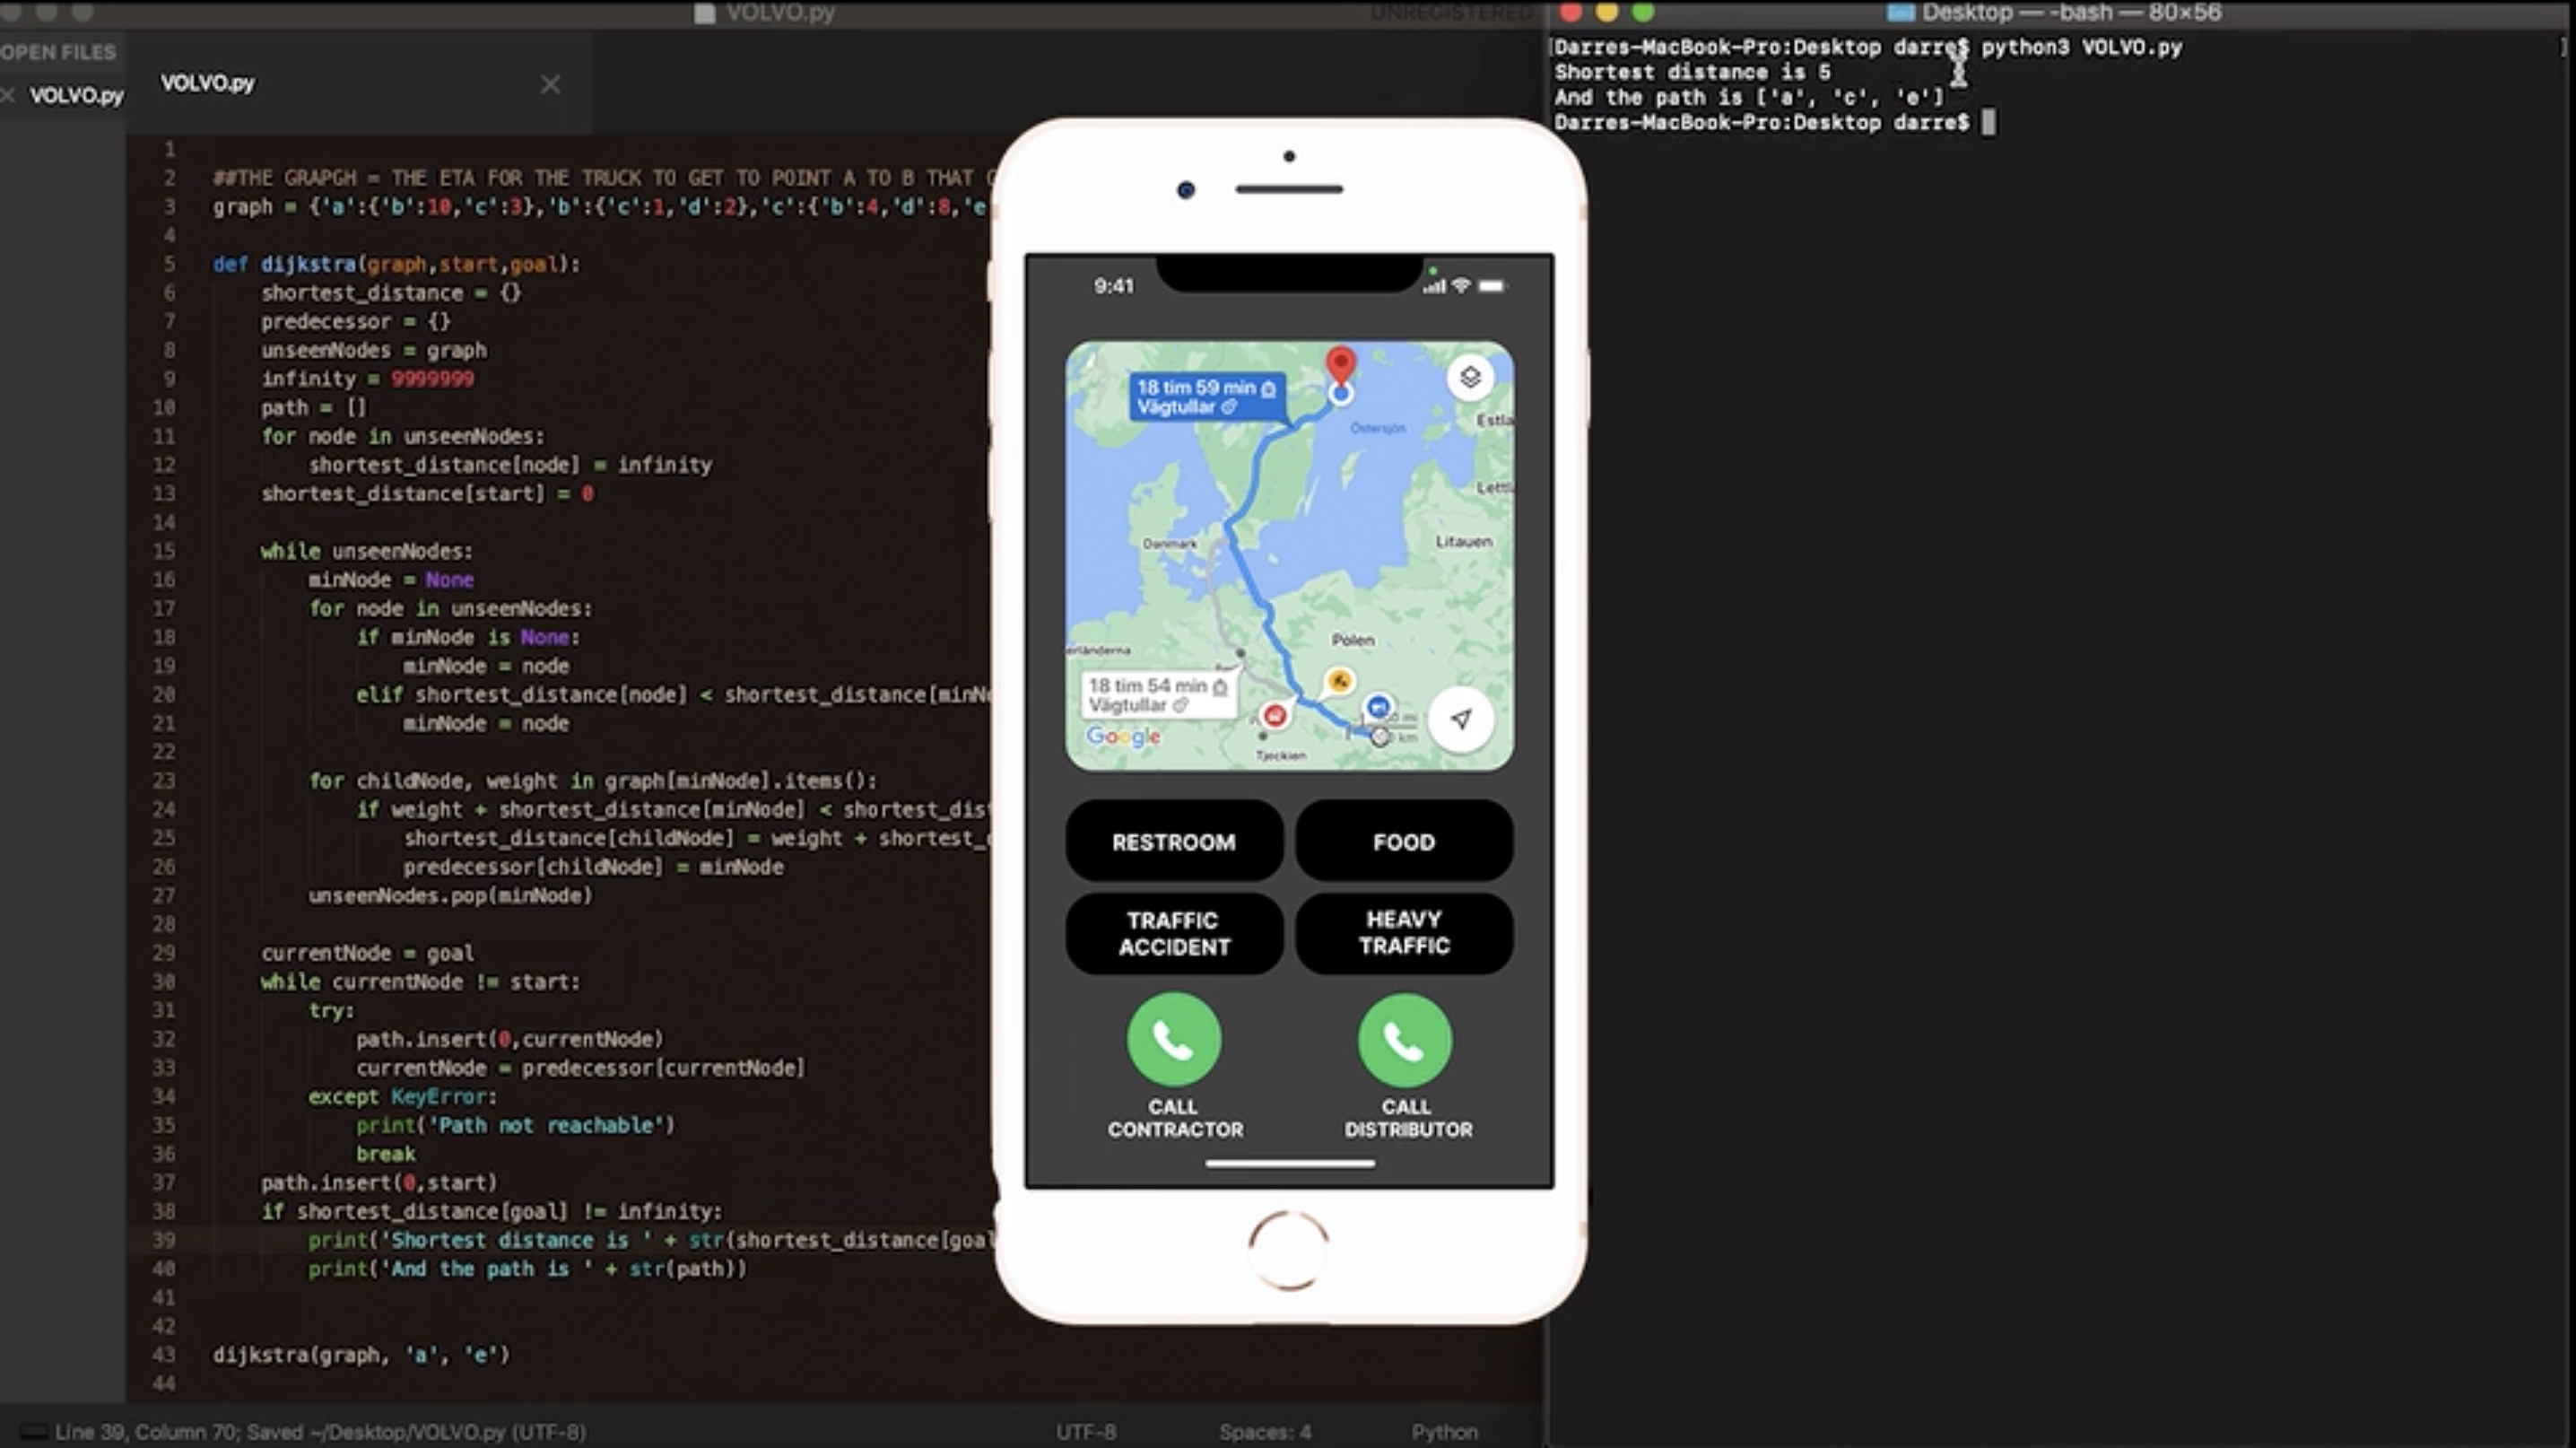 VOLVO.py
UNREGISTERED
OPEN FILES
VOLVO.py
VOLVO.py
1
2 ##THE GRAPGH = THE ETA FOR THE TRUCK TO GET TO POINT A TO B THAT
3 graph = {'a':{'b':10,'c':3},'b':{'c':1,'d':2},'c':{'b':4,'d':8,'e
4
5 def dijkstra(graph,start,goal):
6 shortest_distance = {}
7 predecessor = {}
8 unseenNodes = graph
9 infinity = 9999999
10 path = []
11 for node in unseenNodes:
12 shortest_distance[node] = infinity
13 shortest_distance[start] = 0
14
15 while unseenNodes:
16 minNode = None
17 for node in unseenNodes:
18 if minNode is None:
19 minNode = node
20 elif shortest_distance[node] < shortest_distance[minN
21 minNode = node
22
23 for childNode, weight in graph[minNode].items():
24 if weight + shortest_distance[minNode] < shortest_dist
25 shortest_distance[childNode] = weight + shortest_
26 predecessor[childNode] = minNode
27 unseenNodes.pop(minNode)
28
29 currentNode = goal
30 while currentNode != start:
31 try:
32 path.insert(0,currentNode)
33 currentNode = predecessor[currentNode]
34 except KeyError:
35 print('Path not reachable')
36 break
37 path.insert(0,start)
38 if shortest_distance[goal] != infinity:
39 print('Shortest distance is ' + str(shortest_distance[goal
40 print('And the path is ' + str(path))
41
42
43 dijkstra(graph, 'a', 'e')
44
Line 39, Column 70; Saved ~/Desktop/VOLVO.py (UTF-8)
UTF-8
Spaces: 4
Python
9:41
18 tim 59 min
Vägtullar
Östersjön
Estla
Lettl
Danmark
Litauen
Polen
erländerna
18 tim 54 min
Vägtullar
Google
mi
km
Tjeckien
RESTROOM
FOOD
TRAFFIC
ACCIDENT
HEAVY
TRAFFIC
CALL
CONTRACTOR
CALL
DISTRIBUTOR
Desktop — -bash — 80×56
[Darres-MacBook-Pro:Desktop darre$ python3 VOLVO.py ]
Shortest distance is 5
And the path is ['a', 'c', 'e']
Darres-MacBook-Pro:Desktop darre$